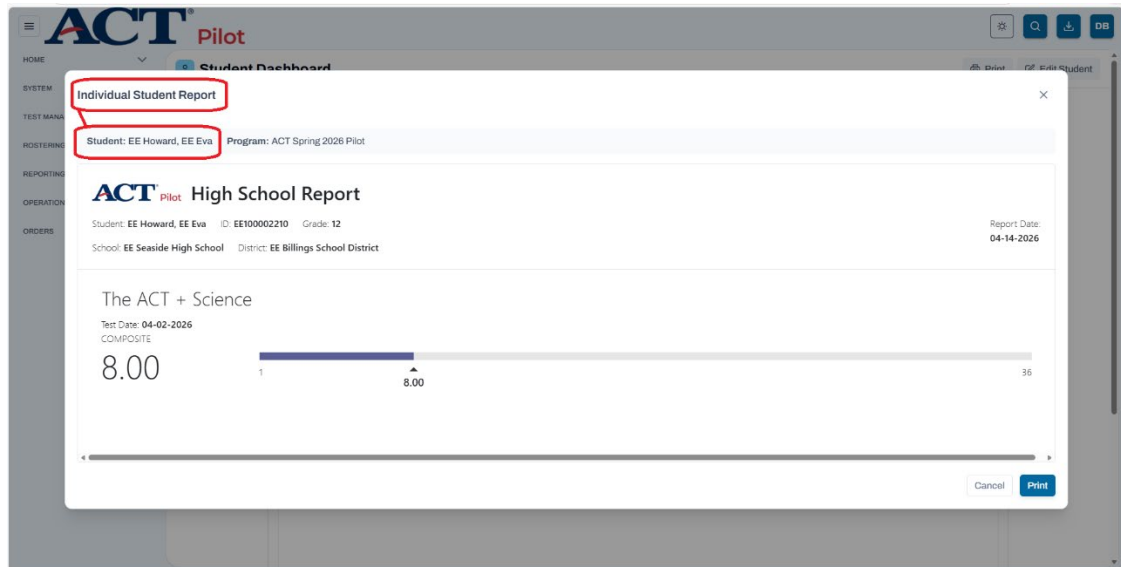 ACT® Pilot
DB
HOME
Student Dashboard
Print Edit Student
SYSTEM
Individual Student Report
TEST MANA
Student: EE Howard, EE Eva Program: ACT Spring 2026 Pilot
ROSTERING
REPORTING
ACT® Pilot High School Report
OPERATION
Student: EE Howard, EE Eva ID: EE100002210 Grade: 12
Report Date:
ORDERS
School: EE Seaside High School District: EE Billings School District
04-14-2026
The ACT + Science
Test Date: 04-02-2026
COMPOSITE
8.00
1
8.00
36
Cancel Print